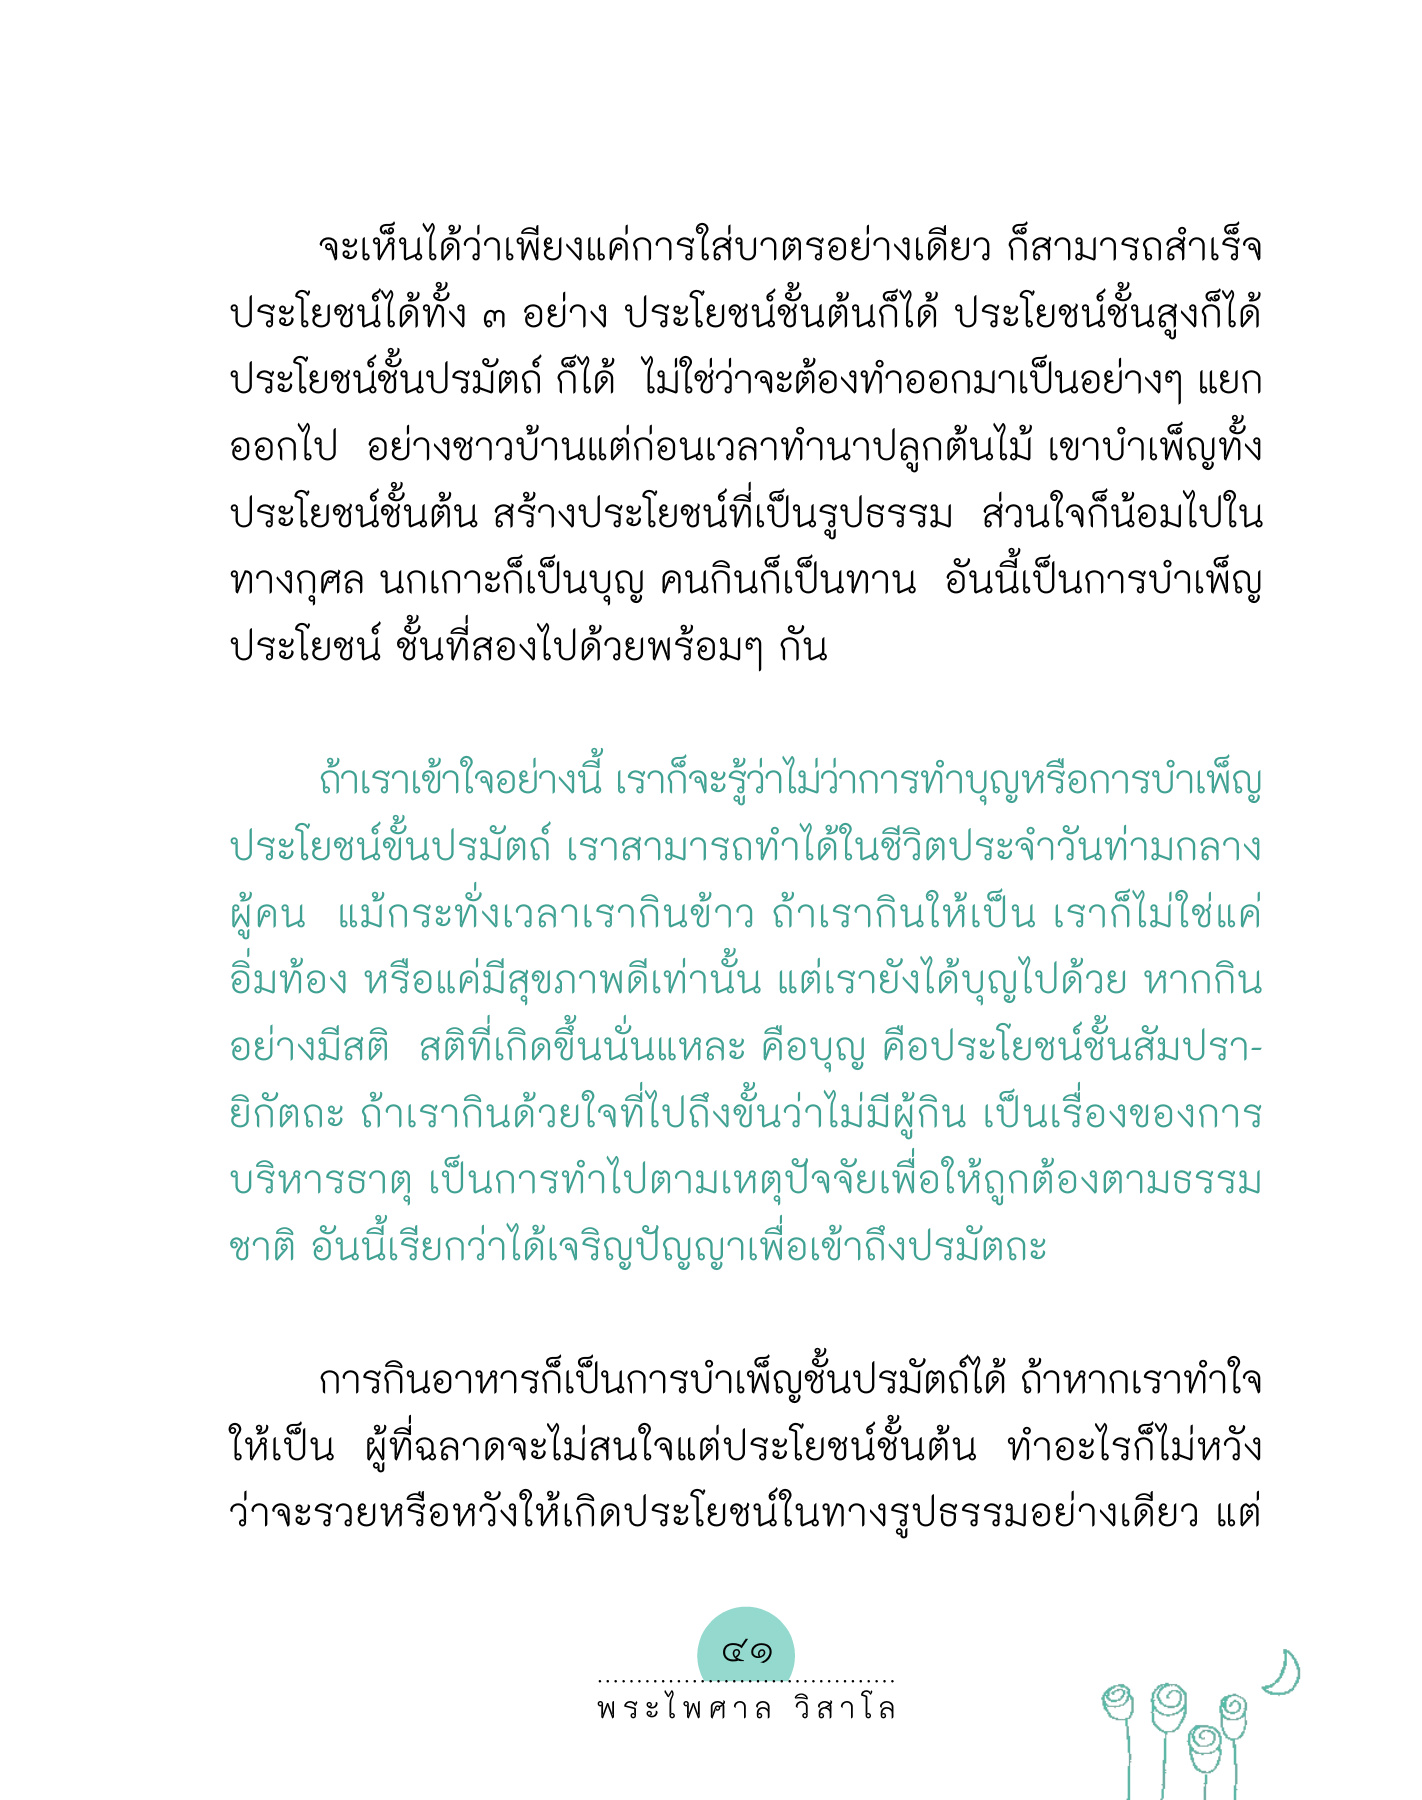 จะเห็นได้ว่าเพียงแค่การใส่บาตรอย่างเดียว ก็สามารถสำเร็จ
ประโยชน์ได้ทั้ง ๓ อย่าง ประโยชน์ชั้นต้นก็ได้ ประโยชน์ชั้นสูงก็ได้
ประโยชน์ชั้นปรมัตถ์ ก็ได้  ไม่ใช่ว่าจะต้องทำออกมาเป็นอย่างๆ แยก
ออกไป  อย่างชาวบ้านแต่ก่อนเวลาทำนาปลูกต้นไม้ เขาบำเพ็ญทั้ง
ประโยชน์ชั้นต้น สร้างประโยชน์ที่เป็นรูปธรรม  ส่วนใจก็น้อมไปใน
ทางกุศล นกเกาะก็เป็นบุญ คนกินก็เป็นทาน  อันนี้เป็นการบำเพ็ญ
ประโยชน์ ชั้นที่สองไปด้วยพร้อมๆ กัน
ถ้าเราเข้าใจอย่างนี้ เราก็จะรู้ว่าไม่ว่าการทำบุญหรือการบำเพ็ญ
ประโยชน์ขั้นปรมัตถ์ เราสามารถทำได้ในชีวิตประจำวันท่ามกลาง
ผู้คน  แม้กระทั่งเวลาเรากินข้าว ถ้าเรากินให้เป็น เราก็ไม่ใช่แค่
อิ่มท้อง หรือแค่มีสุขภาพดีเท่านั้น แต่เรายังได้บุญไปด้วย หากกิน
อย่างมีสติ  สติที่เกิดขึ้นนั่นแหละ คือบุญ คือประโยชน์ชั้นสัมปรา-
ยิกัตถะ ถ้าเรากินด้วยใจที่ไปถึงขั้นว่าไม่มีผู้กิน เป็นเรื่องของการ
บริหารธาตุ เป็นการทำไปตามเหตุปัจจัยเพื่อให้ถูกต้องตามธรรม
ชาติ อันนี้เรียกว่าได้เจริญปัญญาเพื่อเข้าถึงปรมัตถะ
การกินอาหารก็เป็นการบำเพ็ญชั้นปรมัตถ์ได้ ถ้าหากเราทำใจ
ให้เป็น  ผู้ที่ฉลาดจะไม่สนใจแต่ประโยชน์ชั้นต้น  ทำอะไรก็ไม่หวัง
ว่าจะรวยหรือหวังให้เกิดประโยชน์ในทางรูปธรรมอย่างเดียว แต่
๔๑
พระไพศาล วิสาโล